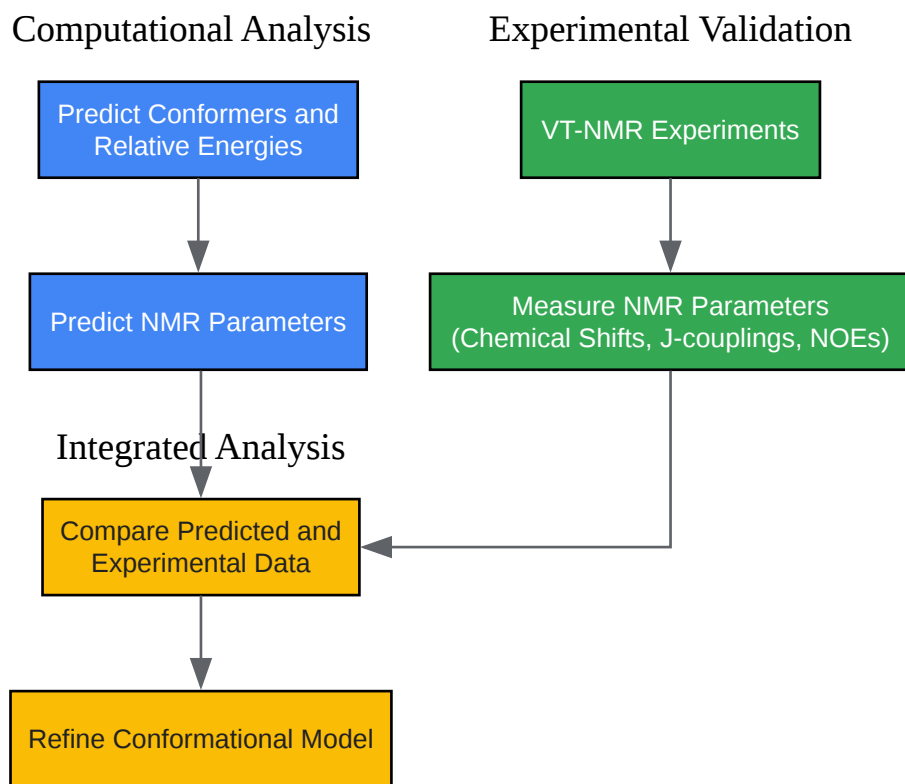 Computational Analysis
Experimental Validation
Predict Conformers and
Relative Energies
VT-NMR Experiments
Predict NMR Parameters
Measure NMR Parameters
(Chemical Shifts, J-couplings, NOEs)
Integrated Analysis
Compare Predicted and
Experimental Data
Refine Conformational Model